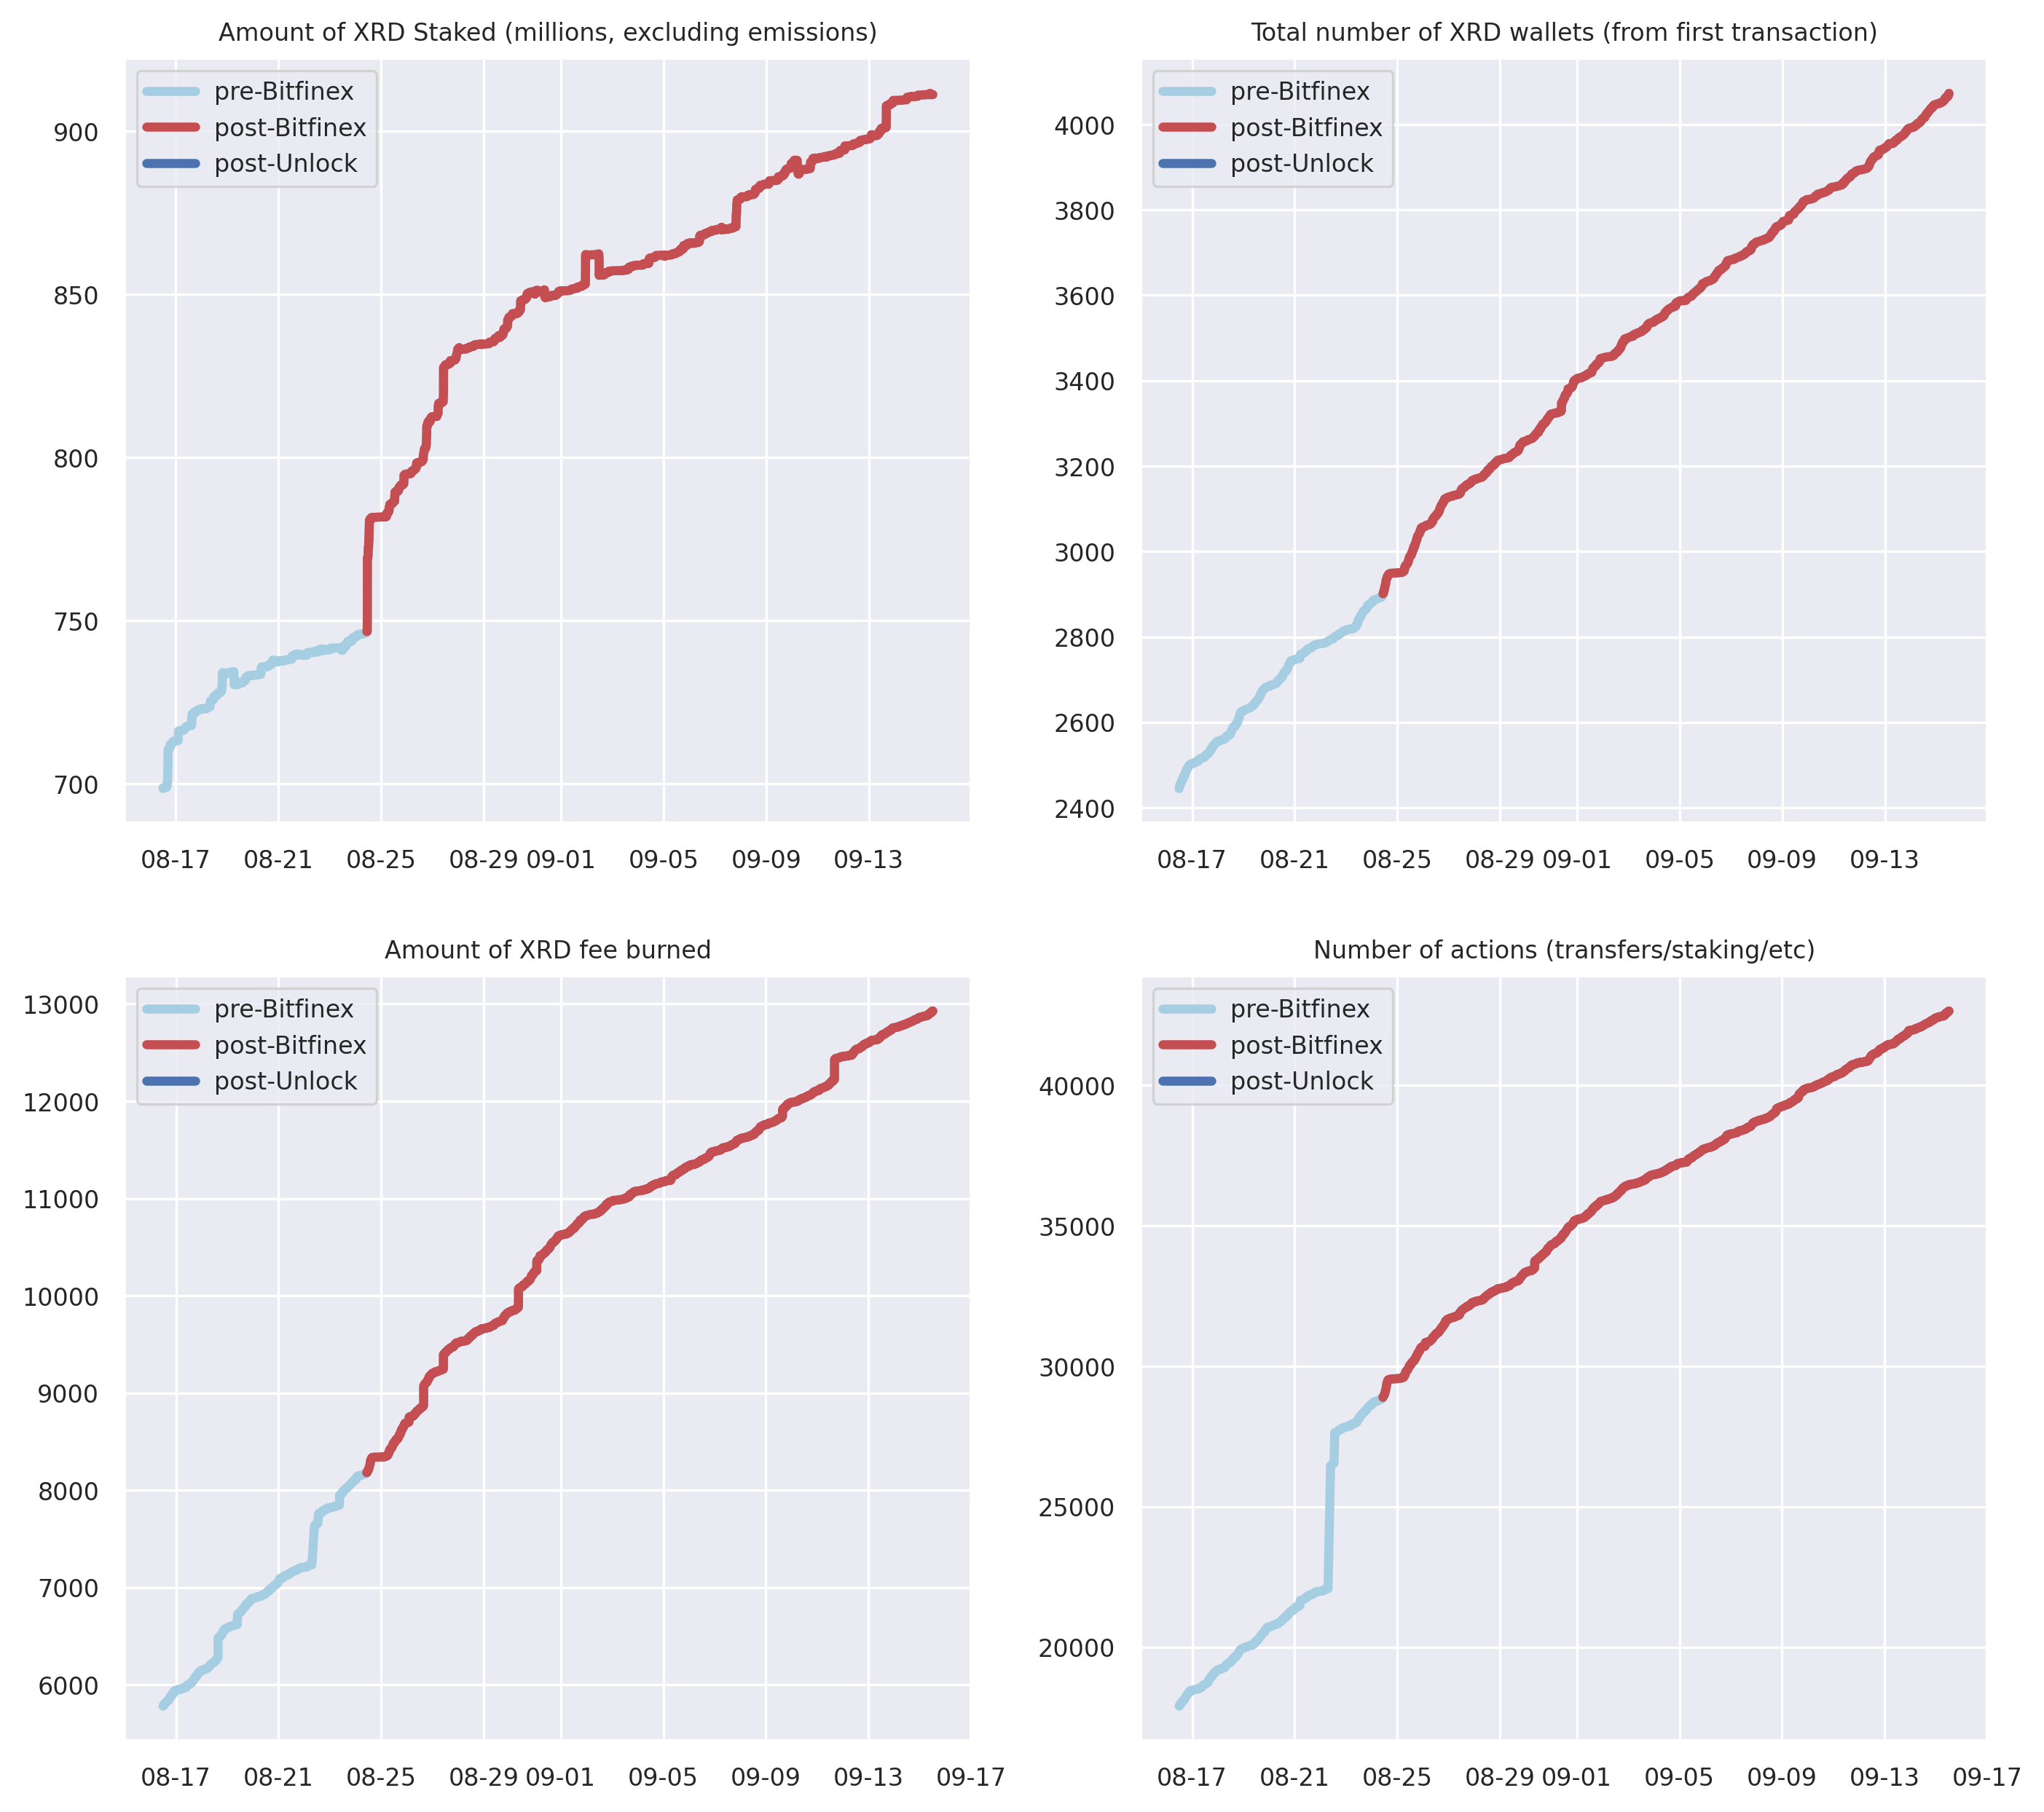 Amount of XRD Staked (millions, excluding emissions)
pre-Bitfinex
post-Bitfinex
post-Unlock
900
850
800
750
700
08-17 08-21 08-25 08-29 09-01 09-05 09-09 09-13
Total number of XRD wallets (from first transaction)
pre-Bitfinex
post-Bitfinex
post-Unlock
4000
3800
3600
3400
3200
3000
2800
2600
2400
08-17 08-21 08-25 08-29 09-01 09-05 09-09 09-13
Amount of XRD fee burned
pre-Bitfinex
post-Bitfinex
post-Unlock
13000
12000
11000
10000
9000
8000
7000
6000
08-17 08-21 08-25 08-29 09-01 09-05 09-09 09-13 09-17
Number of actions (transfers/staking/etc)
pre-Bitfinex
post-Bitfinex
post-Unlock
40000
35000
30000
25000
20000
08-17 08-21 08-25 08-29 09-01 09-05 09-09 09-13 09-17